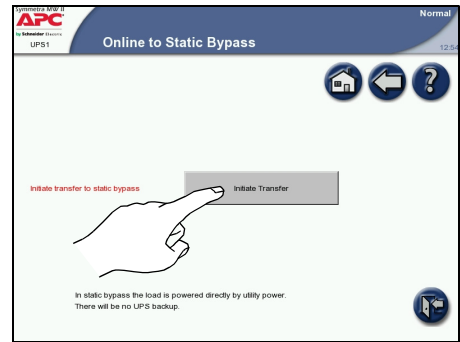 Symmetra MW II
APC
by Schneider Electric
UPS1
Online to Static Bypass
Normal
12:54
?
Initiate transfer to static bypass
Initiate Transfer
In static bypass the load is powered directly by utility power.
There will be no UPS backup.